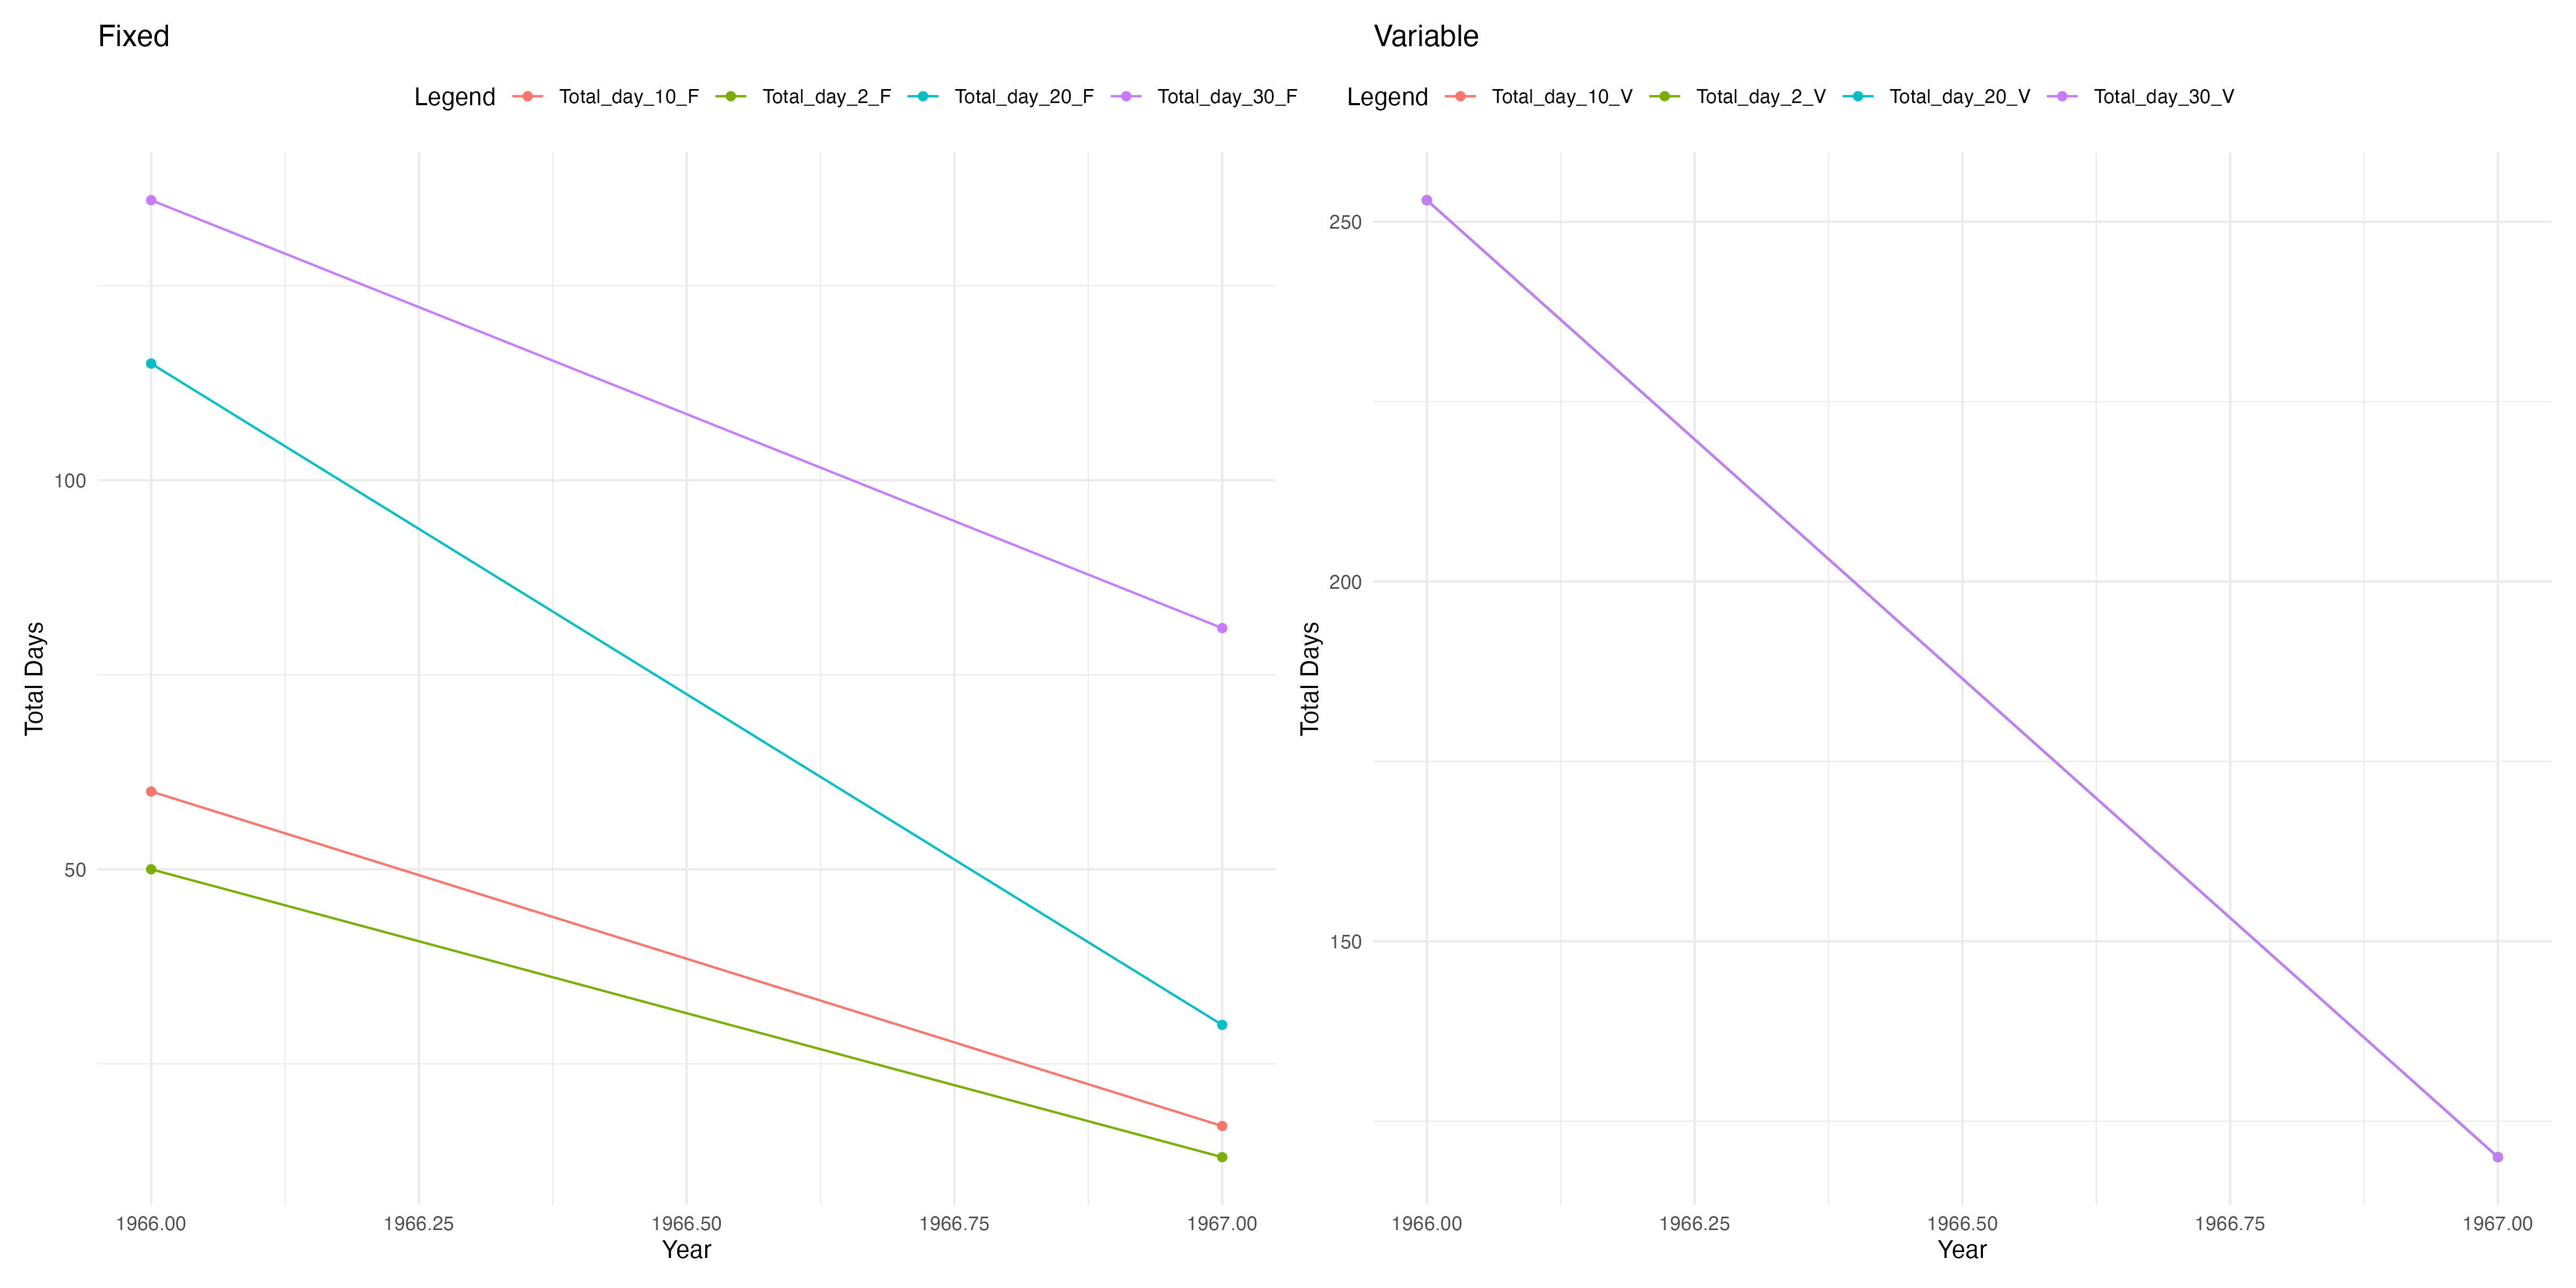 Fixed
Legend Total_day_10_F Total_day_2_F Total_day_20_F Total_day_30_F
100
50
Total Days
1966.00 1966.25 1966.50 1966.75 1967.00
Year
Variable
Legend Total_day_10_V Total_day_2_V Total_day_20_V Total_day_30_V
250
200
150
Total Days
1966.00 1966.25 1966.50 1966.75 1967.00
Year